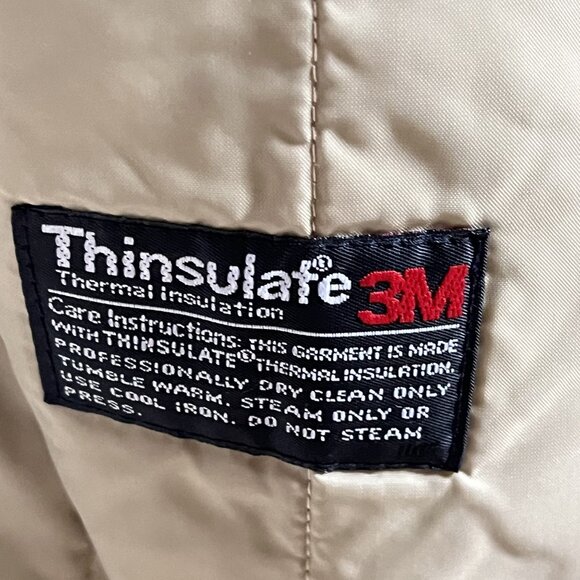 Thinsulate®
3M
Thermal insulation
Care Instructions: THIS GARMENT IS MADE
WITH THINSULATE® THERMAL INSULATION.
PROFESSIONALLY DRY CLEAN ONLY
TUMBLE WARM. STEAM ONLY OR
USE COOL IRON. DO NOT STEAM
PRESS.